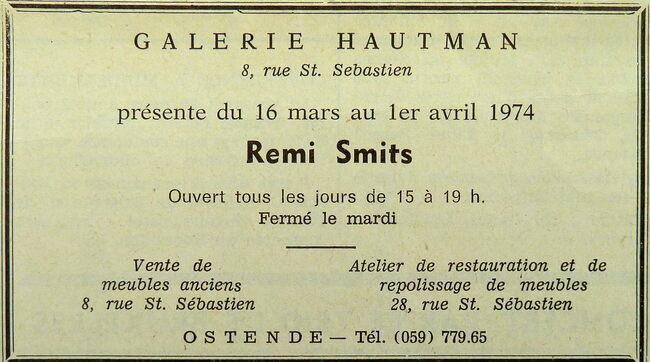 GALERIE HAUTMAN
8, rue St. Sebastien
présente du 16 mars au 1er avril 1974
Remi Smits
Ouvert tous les jours de 15 à 19 h.
Fermé le mardi
Vente de
meubles anciens
8, rue St. Sébastien
Atelier de restauration et de
repolissage de meubles
28, rue St. Sébastien
OSTENDE — Tél. (059) 779.65